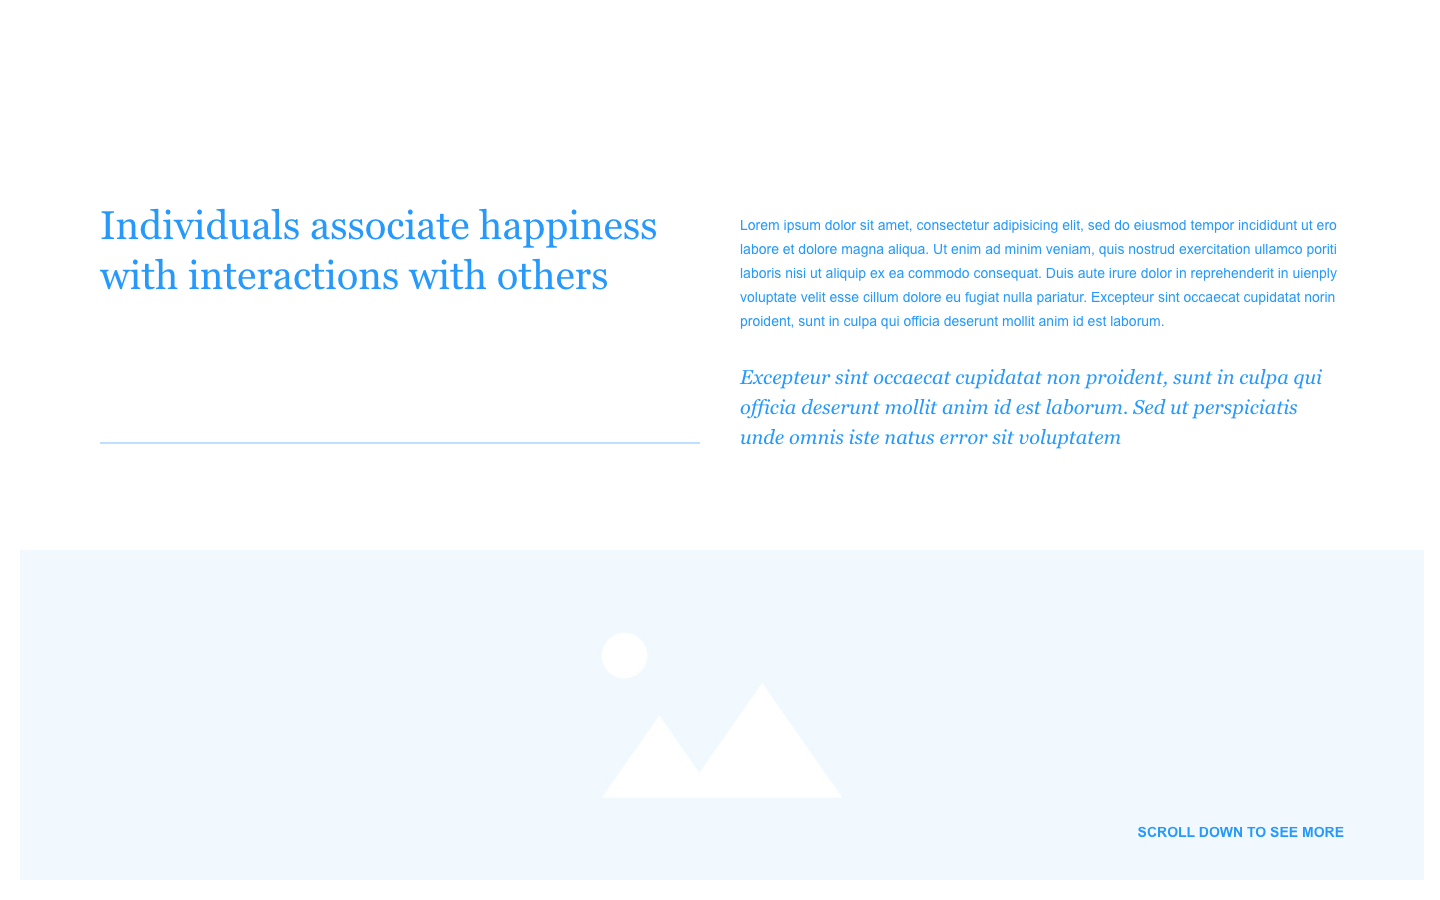 Individuals associate happiness
with interactions with others
Lorem ipsum dolor sit amet, consectetur adipisicing elit, sed do eiusmod tempor incididunt ut ero
labore et dolore magna aliqua. Ut enim ad minim veniam, quis nostrud exercitation ullamco poriti
laboris nisi ut aliquip ex ea commodo consequat. Duis aute irure dolor in reprehenderit in uienply
voluptate velit esse cillum dolore eu fugiat nulla pariatur. Excepteur sint occaecat cupidatat norin
proident, sunt in culpa qui officia deserunt mollit anim id est laborum.
Excepteur sint occaecat cupidatat non proident, sunt in culpa qui
officia deserunt mollit anim id est laborum. Sed ut perspiciatis
unde omnis iste natus error sit voluptatem
SCROLL DOWN TO SEE MORE